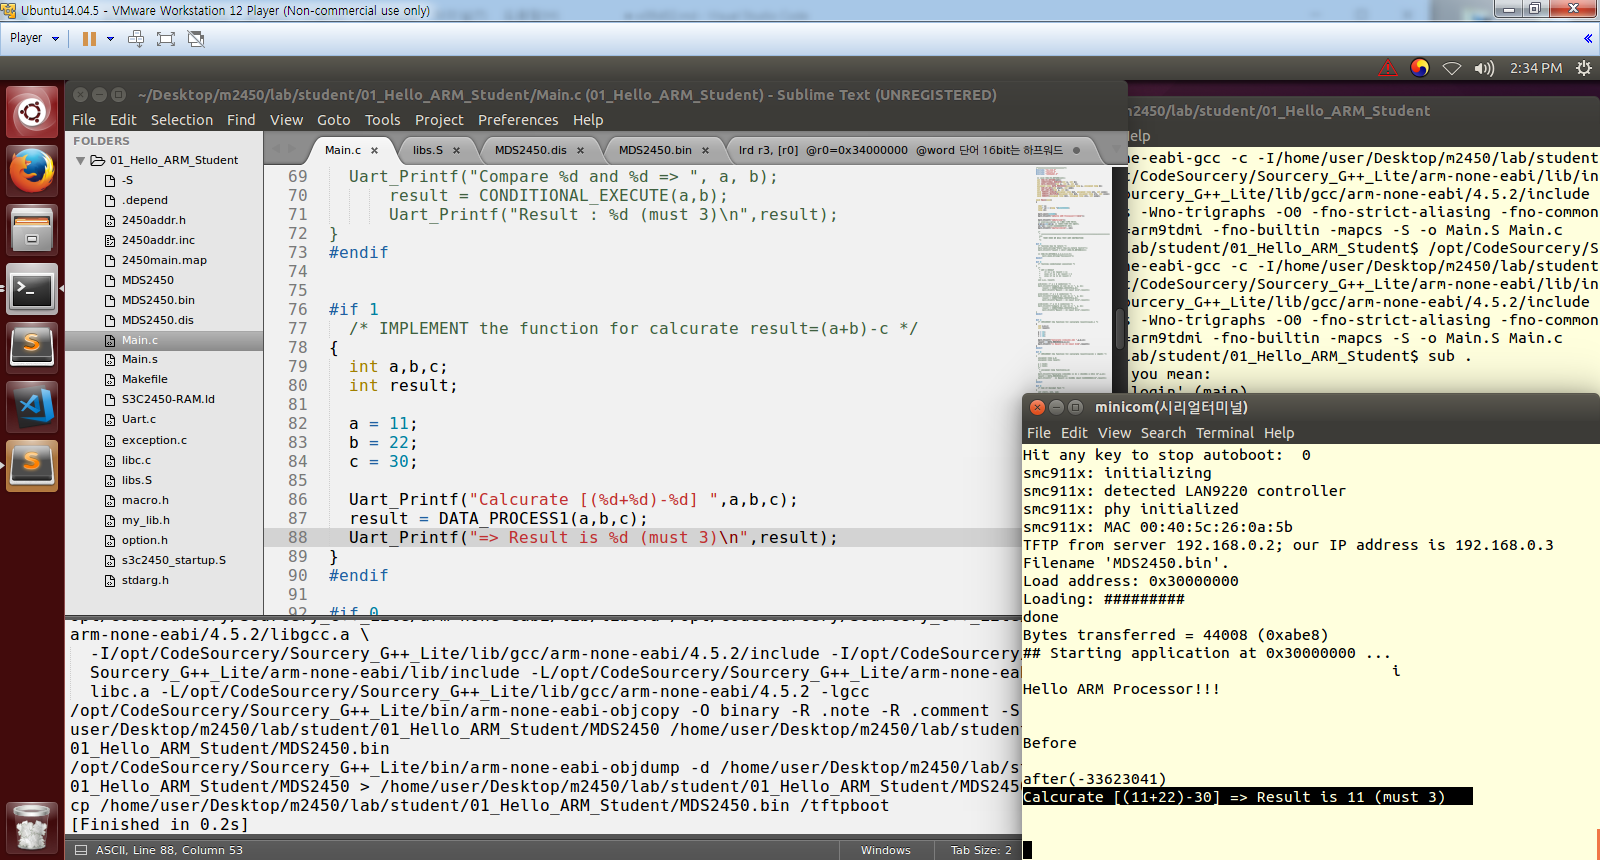 Ubuntu14.04.5 - VMware Workstation 12 Player (Non-commercial use only)
Player
2:34 PM
~/Desktop/m2450/lab/student/01_Hello_ARM_Student/Main.c (01_Hello_ARM_Student) - Sublime Text (UNREGISTERED)
File Edit Selection Find View Goto Tools Project Preferences Help
FOLDERS
01_Hello_ARM_Student
-S
.depend
2450addr.h
2450addr.inc
2450main.map
MDS2450
MDS2450.bin
MDS2450.dis
Main.c
Main.s
Makefile
S3C2450-RAM.ld
Uart.c
exception.c
libc.c
libs.S
macro.h
my_lib.h
option.h
s3c2450_startup.S
stdarg.h
Main.c libs.S MDS2450.dis MDS2450.bin lrd r3, [r0] @r0=0x34000000 @word 단어 16bit는 하프워드
69 Uart_Printf("Compare %d and %d => ", a, b);
70 result = CONDITIONAL_EXECUTE(a,b);
71 Uart_Printf("Result : %d (must 3)\n",result);
72 }
73 #endif
74
75
76 #if 1
77 /* IMPLEMENT the function for calcurate result=(a+b)-c */
78 {
79 int a,b,c;
80 int result;
81
82 a = 11;
83 b = 22;
84 c = 30;
85
86 Uart_Printf("Calcurate [(%d+%d)-%d] ",a,b,c);
87 result = DATA_PROCESS1(a,b,c);
88 Uart_Printf("=> Result is %d (must 3)\n",result);
89 }
90 #endif
91
92 #if 0
arm-none-eabi/4.5.2/libgcc.a \
-I/opt/CodeSourcery/Sourcery_G++_Lite/lib/gcc/arm-none-eabi/4.5.2/include -I/opt/CodeSourcery/
Sourcery_G++_Lite/arm-none-eabi/lib/include -L/opt/CodeSourcery/Sourcery_G++_Lite/arm-none-ea
libc.a -L/opt/CodeSourcery/Sourcery_G++_Lite/lib/gcc/arm-none-eabi/4.5.2 -lgcc
/opt/CodeSourcery/Sourcery_G++_Lite/bin/arm-none-eabi-objcopy -O binary -R .note -R .comment -S
user/Desktop/m2450/lab/student/01_Hello_ARM_Student/MDS2450 /home/user/Desktop/m2450/lab/studen
01_Hello_ARM_Student/MDS2450.bin
/opt/CodeSourcery/Sourcery_G++_Lite/bin/arm-none-eabi-objdump -d /home/user/Desktop/m2450/lab/s
01_Hello_ARM_Student/MDS2450 > /home/user/Desktop/m2450/lab/student/01_Hello_ARM_Student/MDS245
cp /home/user/Desktop/m2450/lab/student/01_Hello_ARM_Student/MDS2450.bin /tftpboot
[Finished in 0.2s]
ASCII, Line 88, Column 53 Windows Tab Size: 2
m2450/lab/student/01_Hello_ARM_Student
elp
ne-eabi-gcc -c -I/home/user/Desktop/m2450/lab/student
t/CodeSourcery/Sourcery_G++_Lite/arm-none-eabi/lib/in
ourcery_G++_Lite/lib/gcc/arm-none-eabi/4.5.2/include
s -Wno-trigraphs -O0 -fno-strict-aliasing -fno-common
=arm9tdmi -fno-builtin -mapcs -S -o Main.S Main.c
lab/student/01_Hello_ARM_Student$ /opt/CodeSourcery/S
ne-eabi-gcc -c -I/home/user/Desktop/m2450/lab/student
t/CodeSourcery/Sourcery_G++_Lite/arm-none-eabi/lib/in
ourcery_G++_Lite/lib/gcc/arm-none-eabi/4.5.2/include
s -Wno-trigraphs -O0 -fno-strict-aliasing -fno-common
=arm9tdmi -fno-builtin -mapcs -S -o Main.S Main.c
lab/student/01_Hello_ARM_Student$ sub .
you mean:
login' (main)
minicom(시리얼터미널)
File Edit View Search Terminal Help
Hit any key to stop autoboot: 0
smc911x: initializing
smc911x: detected LAN9220 controller
smc911x: phy initialized
smc911x: MAC 00:40:5c:26:0a:5b
TFTP from server 192.168.0.2; our IP address is 192.168.0.3
Filename 'MDS2450.bin'.
Load address: 0x30000000
Loading: #########
done
Bytes transferred = 44008 (0xabe8)
## Starting application at 0x30000000 ...
i
Hello ARM Processor!!!
Before
after(-33623041)
Calcurate [(11+22)-30] => Result is 11 (must 3)